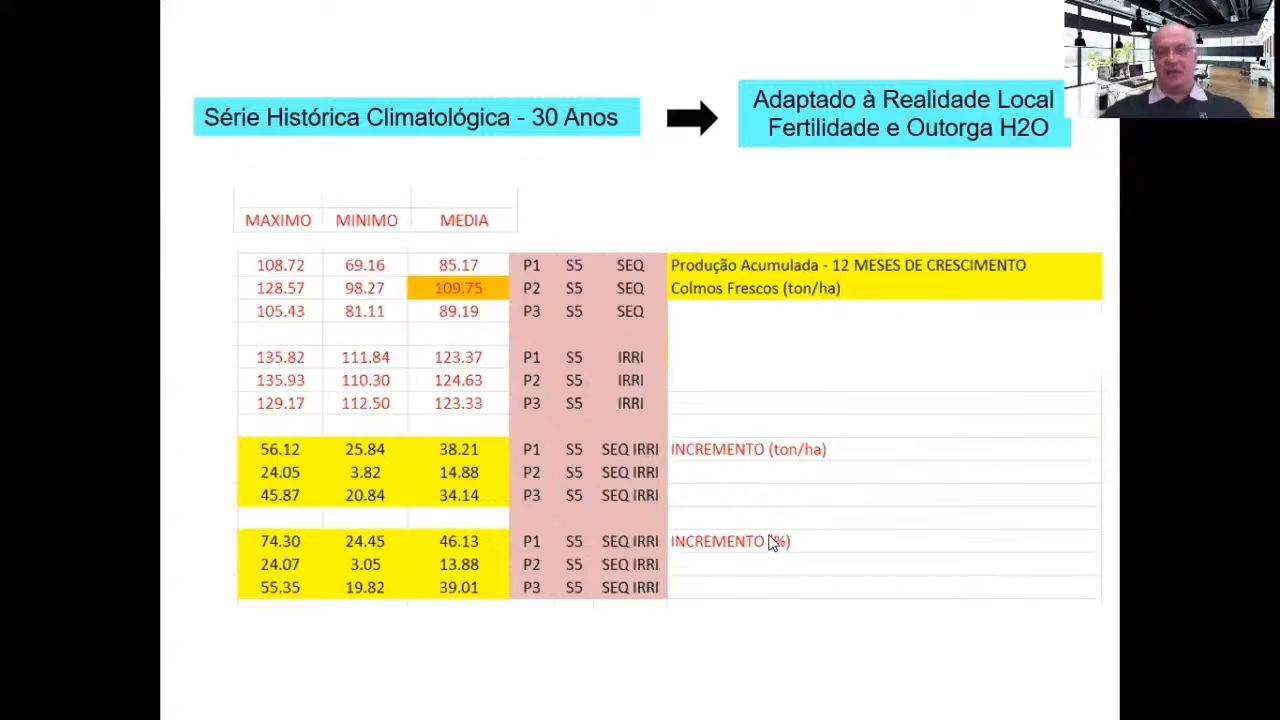 Série Histórica Climatológica - 30 Anos
Adaptado à Realidade Local
Fertilidade e Outorga H2O
MAXIMO MINIMO MEDIA
108.72 69.16 85.17 P1 S5 SEQ Produção Acumulada - 12 MESES DE CRESCIMENTO
128.57 98.27 109.75 P2 S5 SEQ Colmos Frescos (ton/ha)
105.43 81.11 89.19 P3 S5 SEQ
135.82 111.84 123.37 P1 S5 IRRI
135.93 110.30 124.63 P2 S5 IRRI
129.17 112.50 123.33 P3 S5 IRRI
56.12 25.84 38.21 P1 S5 SEQ IRRI INCREMENTO (ton/ha)
24.05 3.82 14.88 P2 S5 SEQ IRRI
45.87 20.84 34.14 P3 S5 SEQ IRRI
74.30 24.45 46.13 P1 S5 SEQ IRRI INCREMENTO (%)
24.07 3.05 13.88 P2 S5 SEQ IRRI
55.35 19.82 39.01 P3 S5 SEQ IRRI